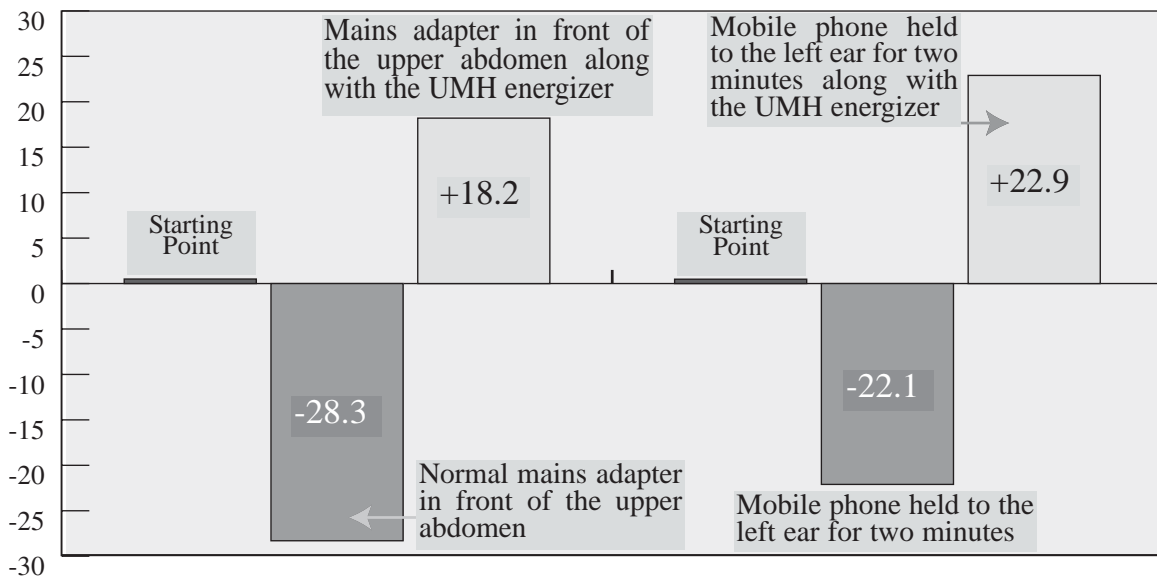 30
25
20
15
10
5
0
-5
-10
-15
-20
-25
-30
Mains adapter in front of
the upper abdomen along
with the UMH energizer
Mobile phone held
to the left ear for two
minutes along with
the UMH energizer
+18.2
+22.9
Starting
Point
Starting
Point
-28.3
-22.1
Normal mains adapter
in front of the upper
abdomen
Mobile phone held to the
left ear for two minutes